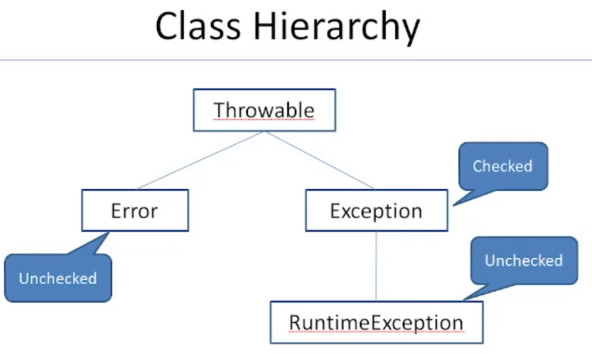 Class Hierarchy
Throwable
Checked
Error
Exception
Unchecked
Unchecked
RuntimeException